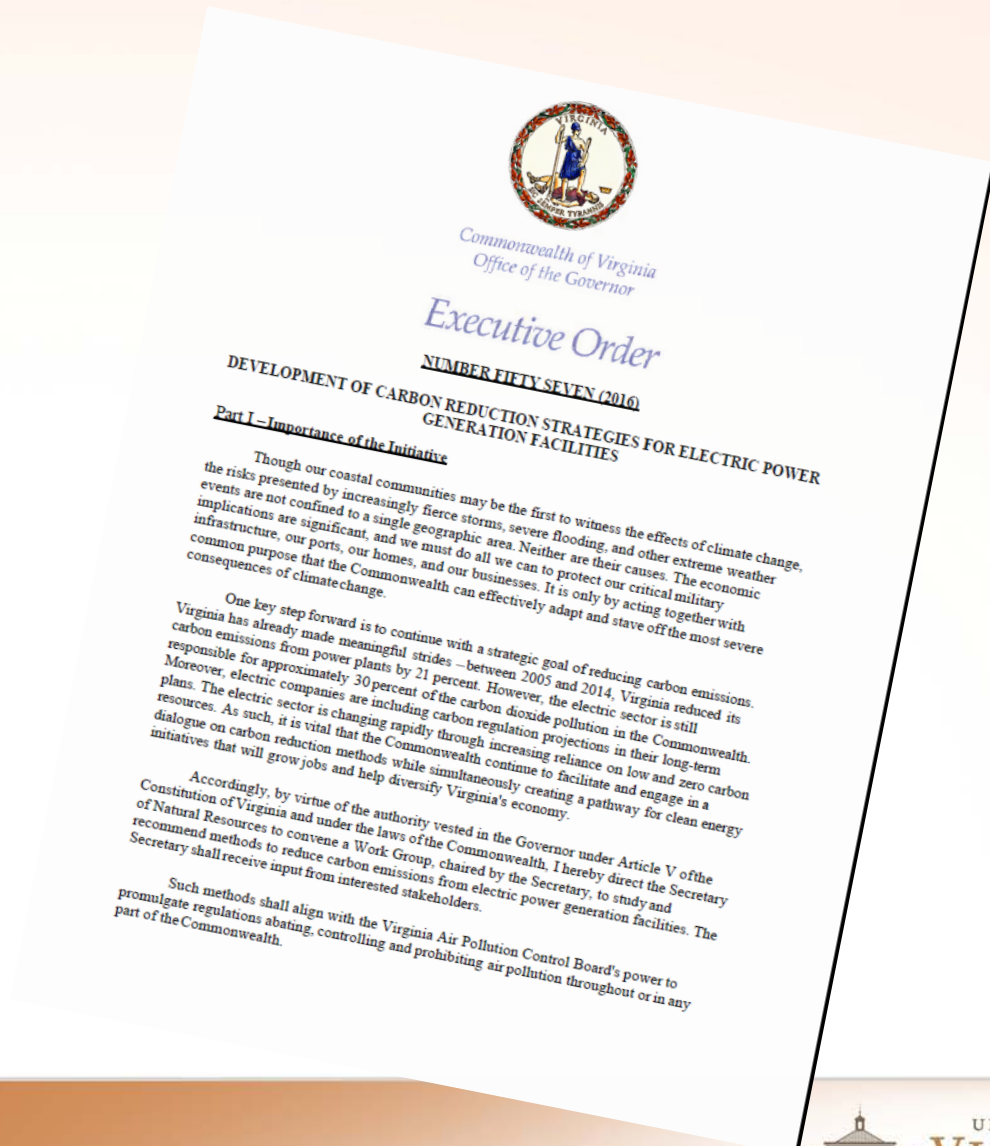 VIRGINIA
SIC SEMPER TYRANNIS
Commonwealth of Virginia
Office of the Governor
Executive Order
NUMBER FIFTY SEVEN (2016)
DEVELOPMENT OF CARBON REDUCTION STRATEGIES FOR ELECTRIC POWER
GENERATION FACILITIES
Part I – Importance of the Initiative
Though our coastal communities may be the first to witness the effects of climate change,
the risks presented by increasingly fierce storms, severe flooding, and other extreme weather
events are not confined to a single geographic area. Neither are their causes. The economic
implications are significant, and we must do all we can to protect our critical military
infrastructure, our ports, our homes, and our businesses. It is only by acting together with
common purpose that the Commonwealth can effectively adapt and stave off the most severe
consequences of climate change.
One key step forward is to continue with a strategic goal of reducing carbon emissions.
Virginia has already made meaningful strides – between 2005 and 2014, Virginia reduced its
carbon emissions from power plants by 21 percent. However, the electric sector is still
responsible for approximately 30 percent of the carbon dioxide pollution in the Commonwealth.
Moreover, electric companies are including carbon regulation projections in their long-term
plans. The electric sector is changing rapidly through increasing reliance on low and zero carbon
resources. As such, it is vital that the Commonwealth continue to facilitate and engage in a
dialogue on carbon reduction methods while simultaneously creating a pathway for clean energy
initiatives that will grow jobs and help diversify Virginia's economy.
Accordingly, by virtue of the authority vested in the Governor under Article V of the
Constitution of Virginia and under the laws of the Commonwealth, I hereby direct the Secretary
of Natural Resources to convene a Work Group, chaired by the Secretary, to study and
recommend methods to reduce carbon emissions from electric power generation facilities. The
Secretary shall receive input from interested stakeholders.
Such methods shall align with the Virginia Air Pollution Control Board's power to
promulgate regulations abating, controlling and prohibiting air pollution throughout or in any
part of the Commonwealth.